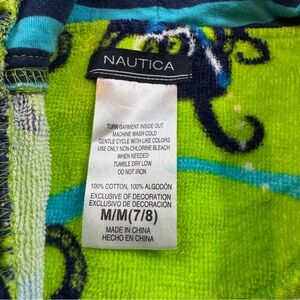 NAUTICA
TURN GARMENT INSIDE OUT
MACHINE WASH COLD
GENTLE CYCLE WITH LIKE COLORS
USE ONLY NON-CHLORINE BLEACH
WHEN NEEDED
TUMBLE DRY LOW
DO NOT IRON
100% COTTON, 100% ALGODÓN
EXCLUSIVE OF DECORATION
EXCLUSIVO DE DECORACIÓN
M/M(7/8)
MADE IN CHINA
HECHO EN CHINA